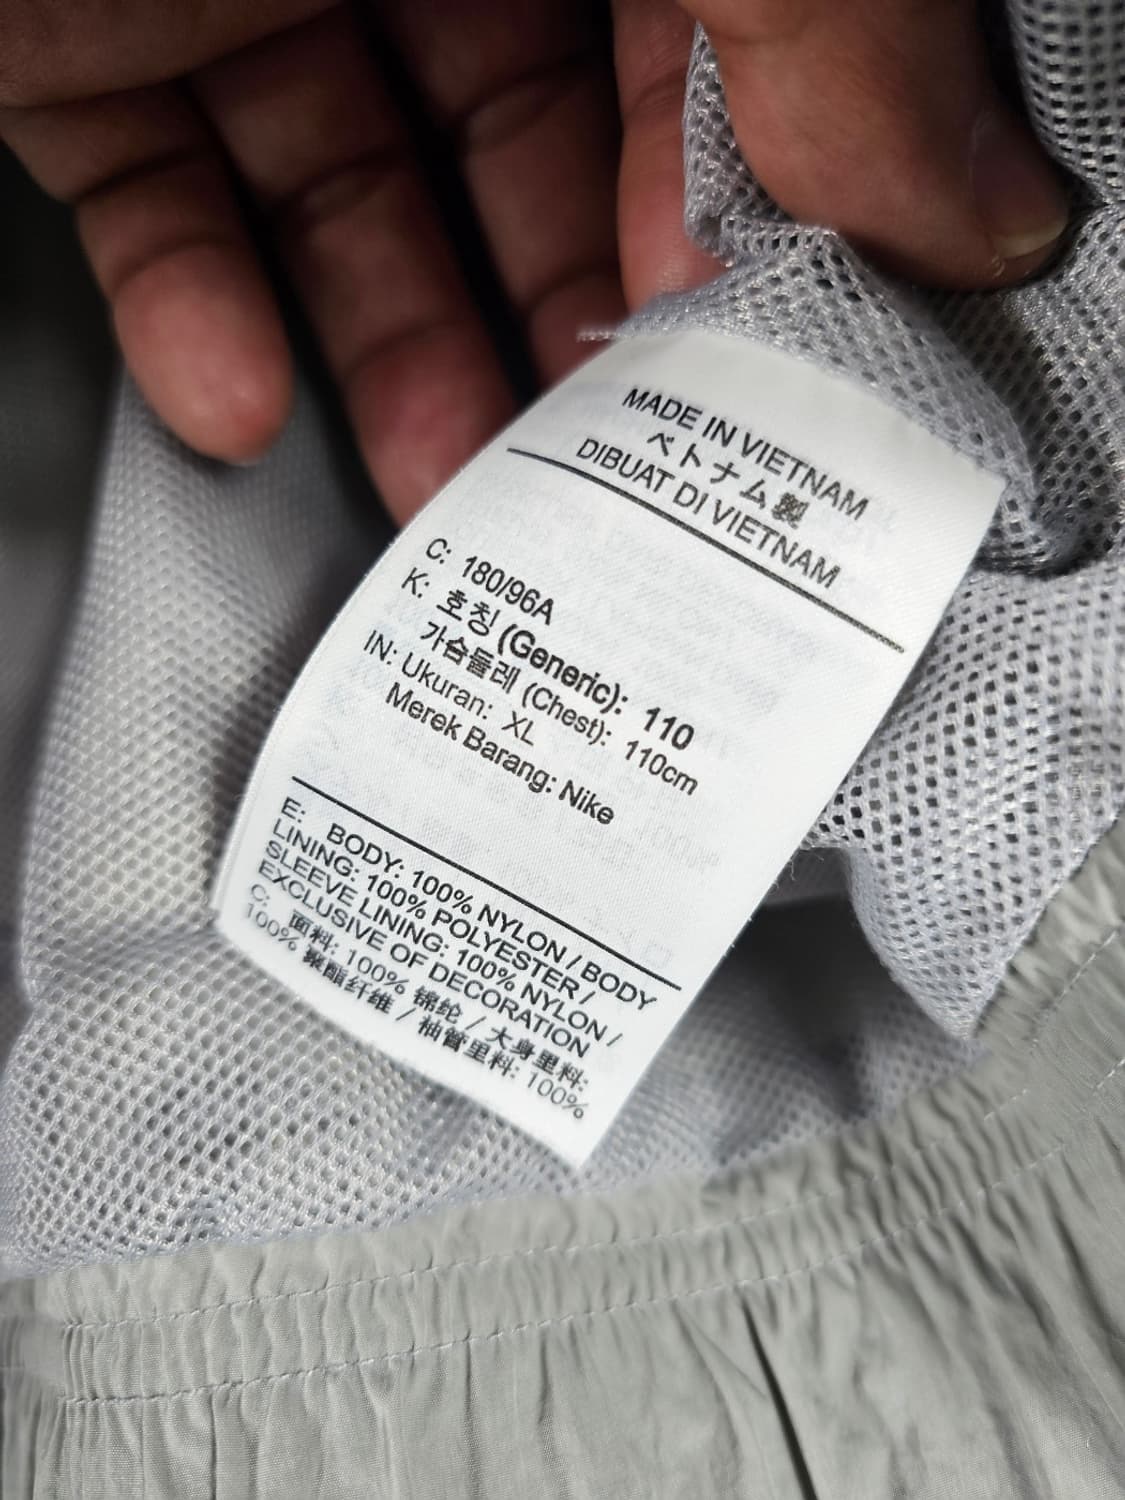 MADE IN VIETNAM
ベトナム製
DIBUAT DI VIETNAM
C: 180/96A
K: 호칭 (Generic): 110
가슴둘레 (Chest): 110cm
IN: Ukuran: XL
Merek Barang: Nike
E: BODY: 100% NYLON / BODY
LINING: 100% POLYESTER /
SLEEVE LINING: 100% NYLON /
EXCLUSIVE OF DECORATION
C: 面料: 100% 锦纶 / 大身里料:
100% 聚酯纤维 / 袖管里料: 100%